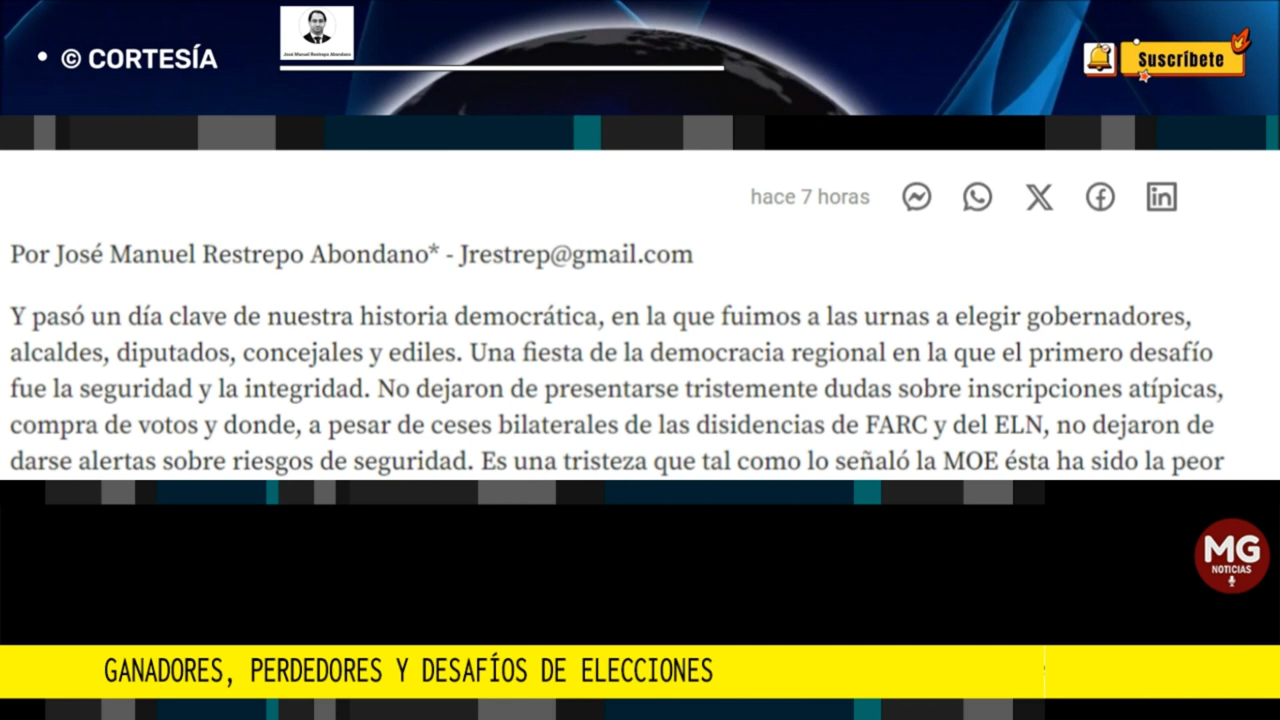 • © CORTESÍA
José Manuel Restrepo Abondano
Suscríbete
hace 7 horas
Por José Manuel Restrepo Abondano* - Jrestrep@gmail.com
Y pasó un día clave de nuestra historia democrática, en la que fuimos a las urnas a elegir gobernadores,
alcaldes, diputados, concejales y ediles. Una fiesta de la democracia regional en la que el primero desafío
fue la seguridad y la integridad. No dejaron de presentarse tristemente dudas sobre inscripciones atípicas,
compra de votos y donde, a pesar de ceses bilaterales de las disidencias de FARC y del ELN, no dejaron de
darse alertas sobre riesgos de seguridad. Es una tristeza que tal como lo señaló la MOE ésta ha sido la peor
MG
NOTICIAS
GANADORES, PERDEDORES Y DESAFÍOS DE ELECCIONES